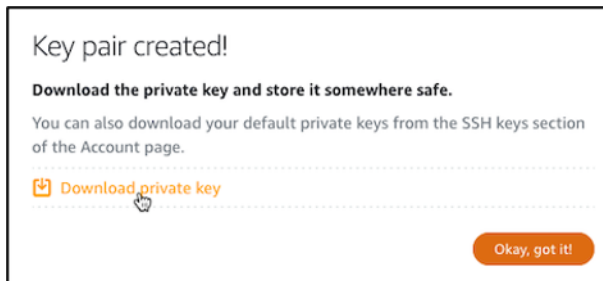 Key pair created!
Download the private key and store it somewhere safe.
You can also download your default private keys from the SSH keys section
of the Account page.
Download private key
Okay, got it!